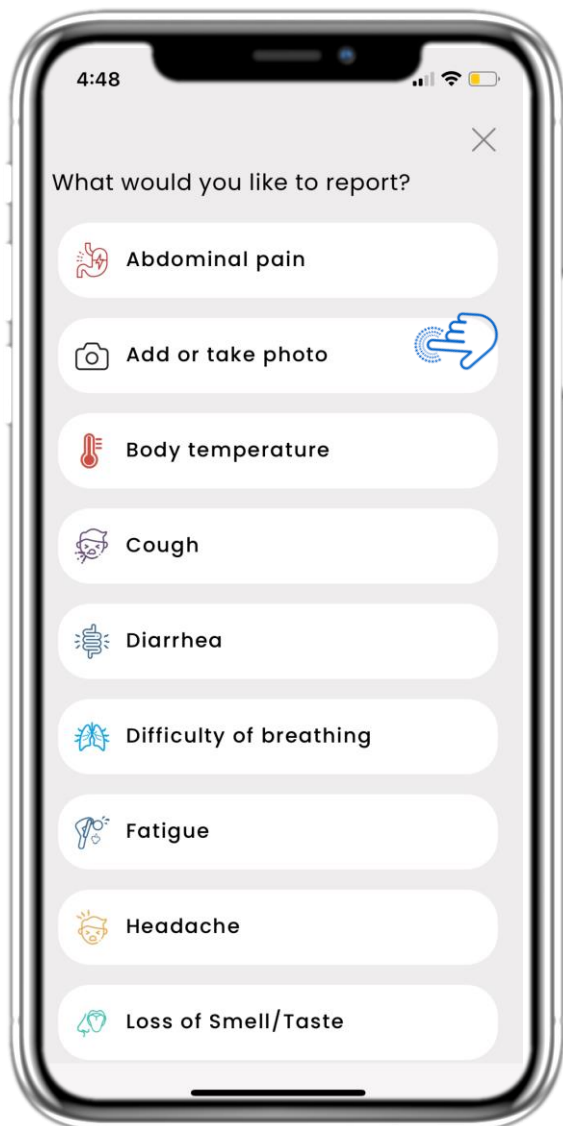 4:48
What would you like to report?
Abdominal pain
Add or take photo
Body temperature
Cough
Diarrhea
Difficulty of breathing
Fatigue
Headache
Loss of Smell/Taste